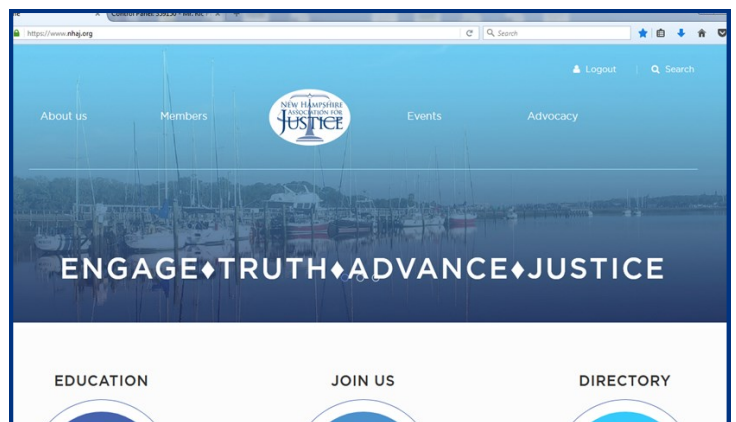 https://www.nhaj.org
Search
Logout
Search
About us
Members
NEW HAMPSHIRE
ASSOCIATION FOR
JUSTICE
Events
Advocacy
ENGAGE♦TRUTH♦ADVANCE♦JUSTICE
EDUCATION
JOIN US
DIRECTORY